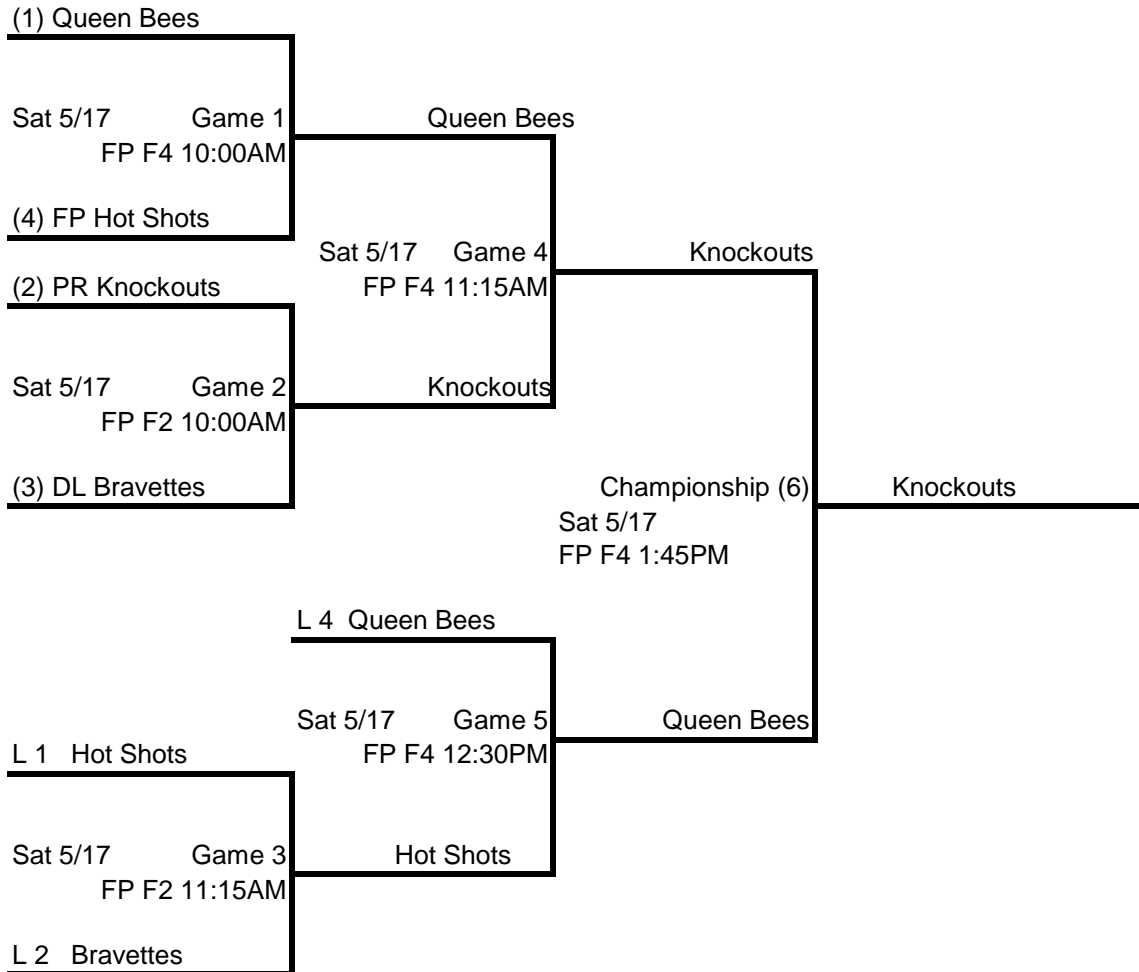 (1) Queen Bees
Sat 5/17 Game 1 Queen Bees
FP F4 10:00AM
(4) FP Hot Shots
Sat 5/17 Game 4 Knockouts
FP F4 11:15AM
(2) PR Knockouts
Sat 5/17 Game 2 Knockouts
FP F2 10:00AM
(3) DL Bravettes
Championship (6) Knockouts
Sat 5/17
FP F4 1:45PM
L 4 Queen Bees
Sat 5/17 Game 5 Queen Bees
FP F4 12:30PM
L 1 Hot Shots
Sat 5/17 Game 3 Hot Shots
FP F2 11:15AM
L 2 Bravettes